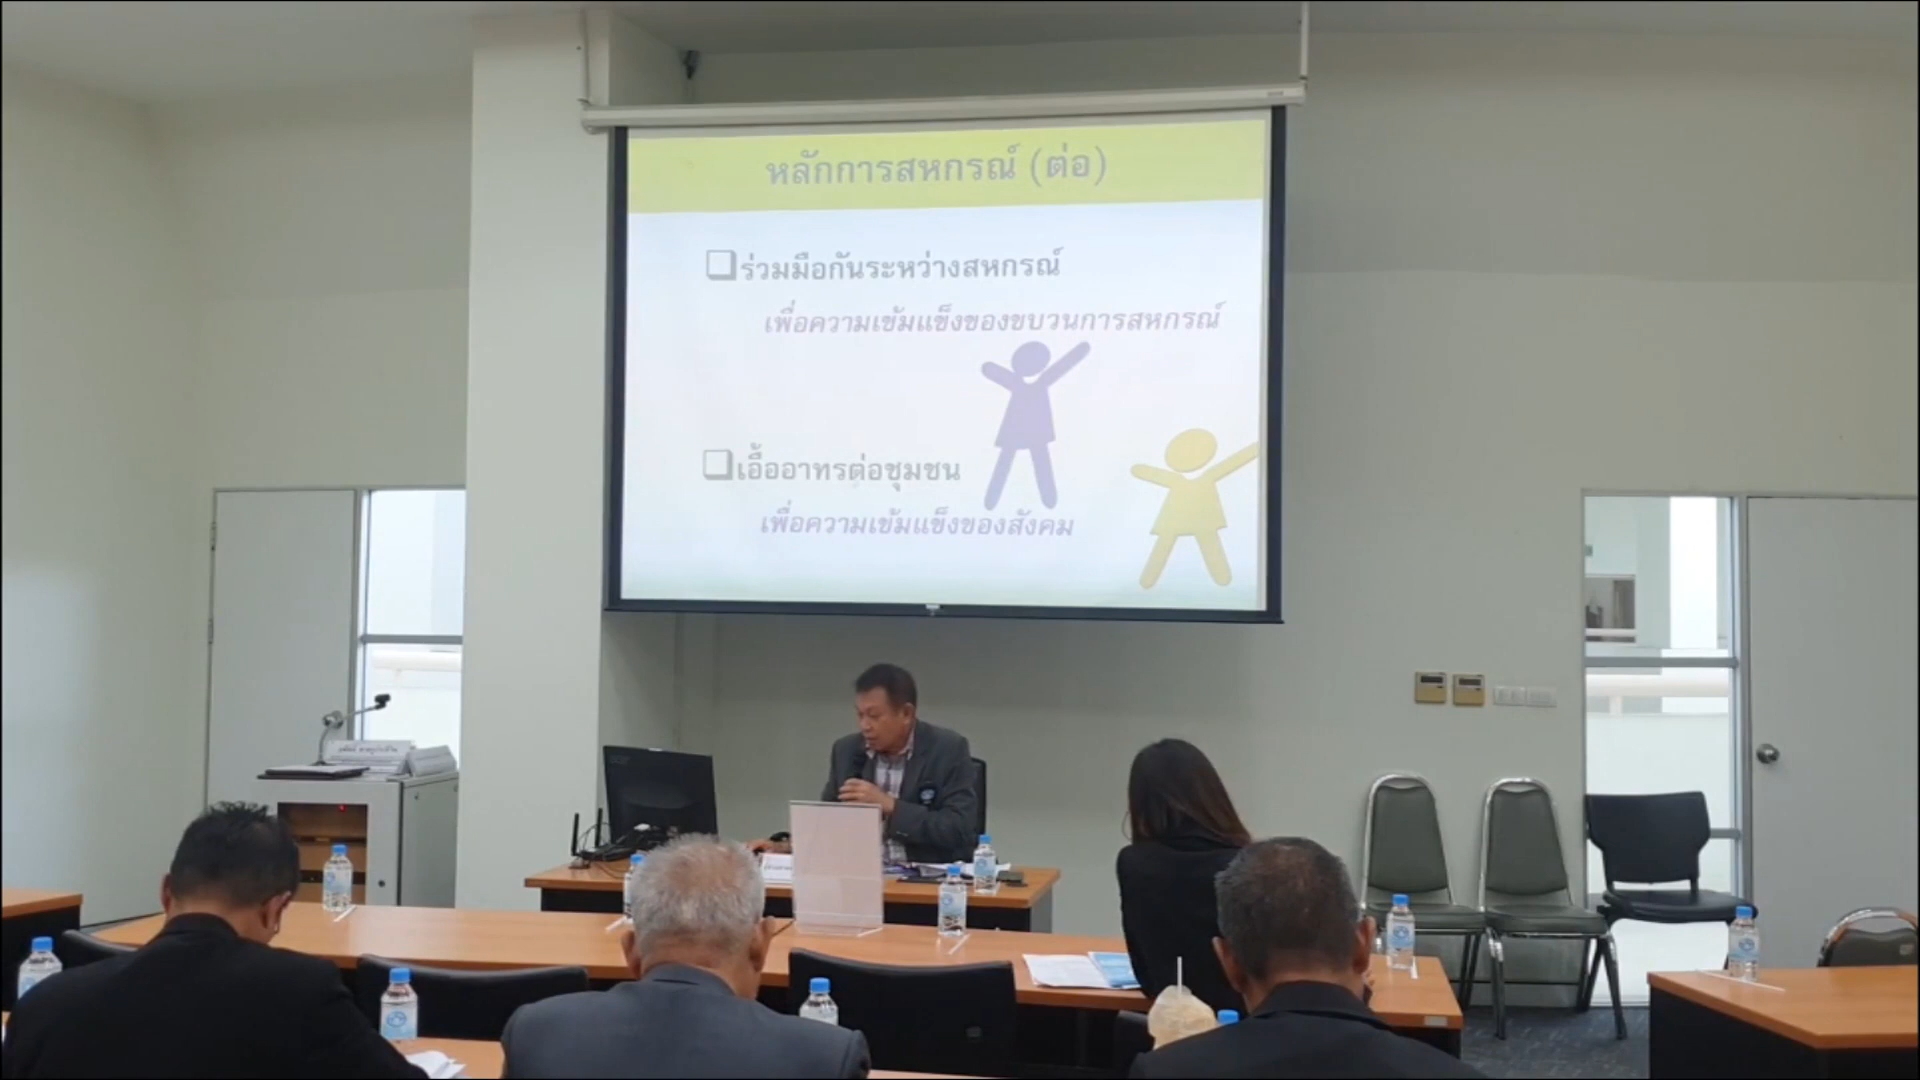 หลักการสหกรณ์ (ต่อ)
❑ร่วมมือกันระหว่างสหกรณ์
เพื่อความเข้มแข็งของขบวนการสหกรณ์
❑เอื้ออาทรต่อชุมชน
เพื่อความเข้มแข็งของสังคม